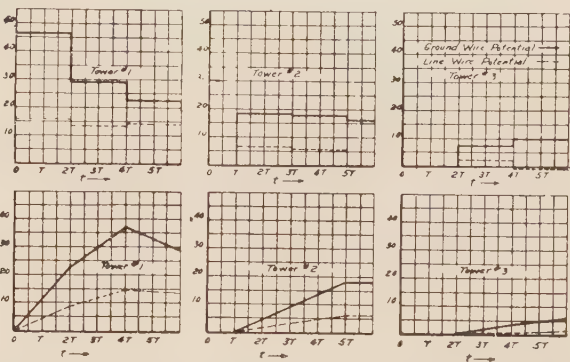 50 50 50
40 40 40
Ground Wire Potential
Line Wire Potential
30 Tower #1 30 Tower #2 30 Tower #3
20 20 20
10 10 10
0 T 2T 3T 4T 5T 0 T 2T 3T 4T 5T 0 T 2T 3T 4T 5T
t t t
40 40 40
30 30 30
20 Tower #1 20 Tower #2 20 Tower #3
10 10 10
0 T 2T 3T 4T 5T 0 T 2T 3T 4T 5T 0 T 2T 3T 4T 5T
t t t